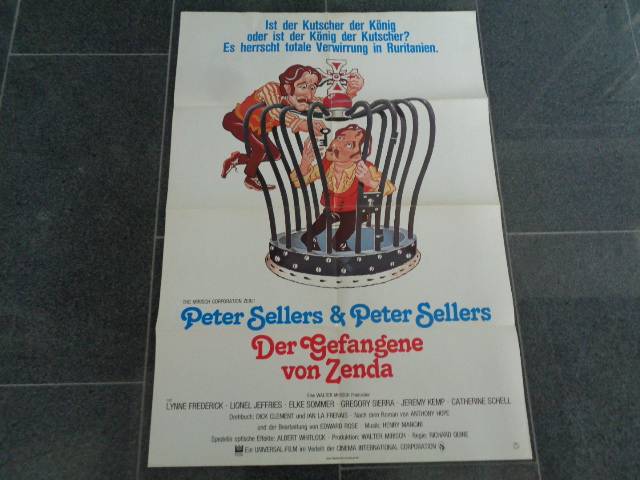 Ist der Kutscher der König
oder ist der König der Kutscher?
Es herrscht totale Verwirrung in Ruritanien.
THE MIRISCH CORPORATION ZEIGT
Peter Sellers & Peter Sellers
Der Gefangene
von Zenda
Eine WALTER MIRISCH Produktion
LYNNE FREDERICK · LIONEL JEFFRIES · ELKE SOMMER · GREGORY SIERRA · JEREMY KEMP · CATHERINE SCHELL
Drehbuch: DICK CLEMENT und IAN LA FRENAIS · Nach dem Roman von ANTHONY HOPE
und der Bearbeitung von EDWARD ROSE · Musik: HENRY MANCINI
Spezielle optische Effekte: ALBERT WHITLOCK · Produktion: WALTER MIRISCH · Regie: RICHARD QUINE
Ein UNIVERSAL-FILM im Verleih der CINEMA INTERNATIONAL CORPORATION